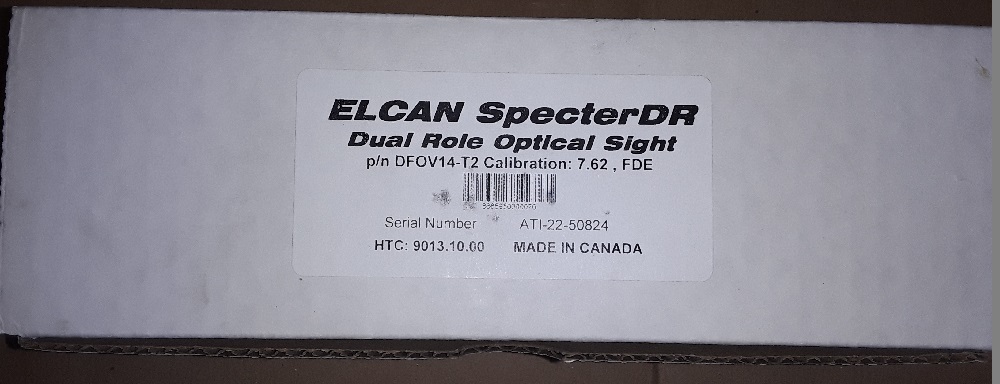 ELCAN SpecterDR
Dual Role Optical Sight
p/n DFOV14-T2 Calibration: 7.62 , FDE
Serial Number ATI-22-50824
HTC: 9013.10.00 MADE IN CANADA